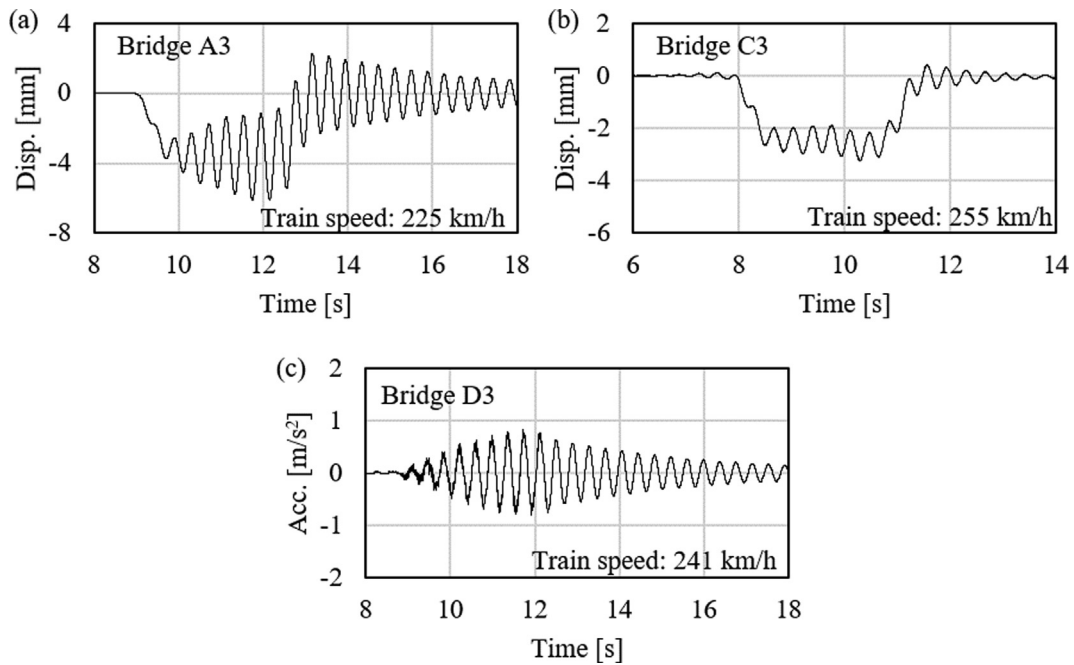 (a)
Bridge A3
Disp. [mm]
4
0
-4
-8
Train speed: 225 km/h
8 10 12 14 16 18
Time [s]
(b)
Bridge C3
Disp. [mm]
2
0
-2
-4
-6
Train speed: 255 km/h
6 8 10 12 14
Time [s]
(c)
Bridge D3
Acc. [m/s²]
2
1
0
-1
-2
Train speed: 241 km/h
8 10 12 14 16 18
Time [s]